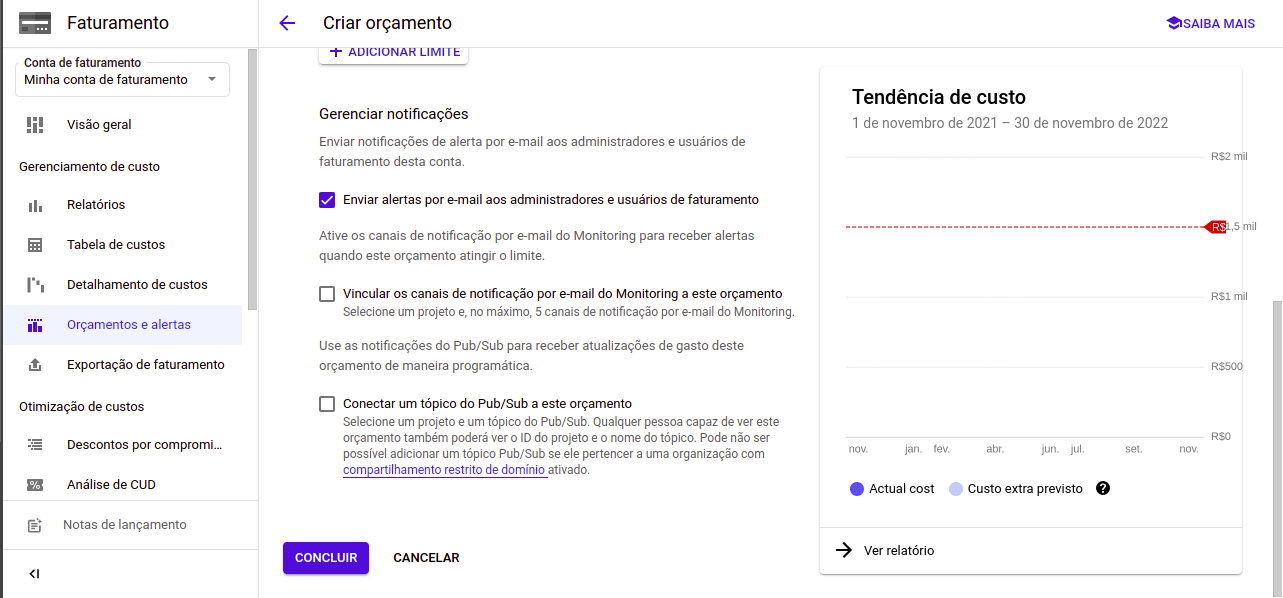 Faturamento
Conta de faturamento
Minha conta de faturamento
Visão geral
Gerenciamento de custo
Relatórios
Tabela de custos
Detalhamento de custos
Orçamentos e alertas
Exportação de faturamento
Otimização de custos
Descontos por compromi...
Análise de CUD
Notas de lançamento
Criar orçamento
SAIBA MAIS
+ ADICIONAR LIMITE
Gerenciar notificações
Enviar notificações de alerta por e-mail aos administradores e usuários de
faturamento desta conta.
Enviar alertas por e-mail aos administradores e usuários de faturamento
Ative os canais de notificação por e-mail do Monitoring para receber alertas
quando este orçamento atingir o limite.
Vincular os canais de notificação por e-mail do Monitoring a este orçamento
Selecione um projeto e, no máximo, 5 canais de notificação por e-mail do Monitoring.
Use as notificações do Pub/Sub para receber atualizações de gasto deste
orçamento de maneira programática.
Conectar um tópico do Pub/Sub a este orçamento
Selecione um projeto e um tópico do Pub/Sub. Qualquer pessoa capaz de ver este
orçamento também poderá ver o ID do projeto e o nome do tópico. Pode não ser
possível adicionar um tópico Pub/Sub se ele pertencer a uma organização com
compartilhamento restrito de domínio ativado.
CONCLUIR
CANCELAR
Tendência de custo
1 de novembro de 2021 – 30 de novembro de 2022
R$2 mil
R$1,5 mil
R$1 mil
R$500
R$0
nov. jan. fev. abr. jun. jul. set. nov.
Actual cost Custo extra previsto
Ver relatório